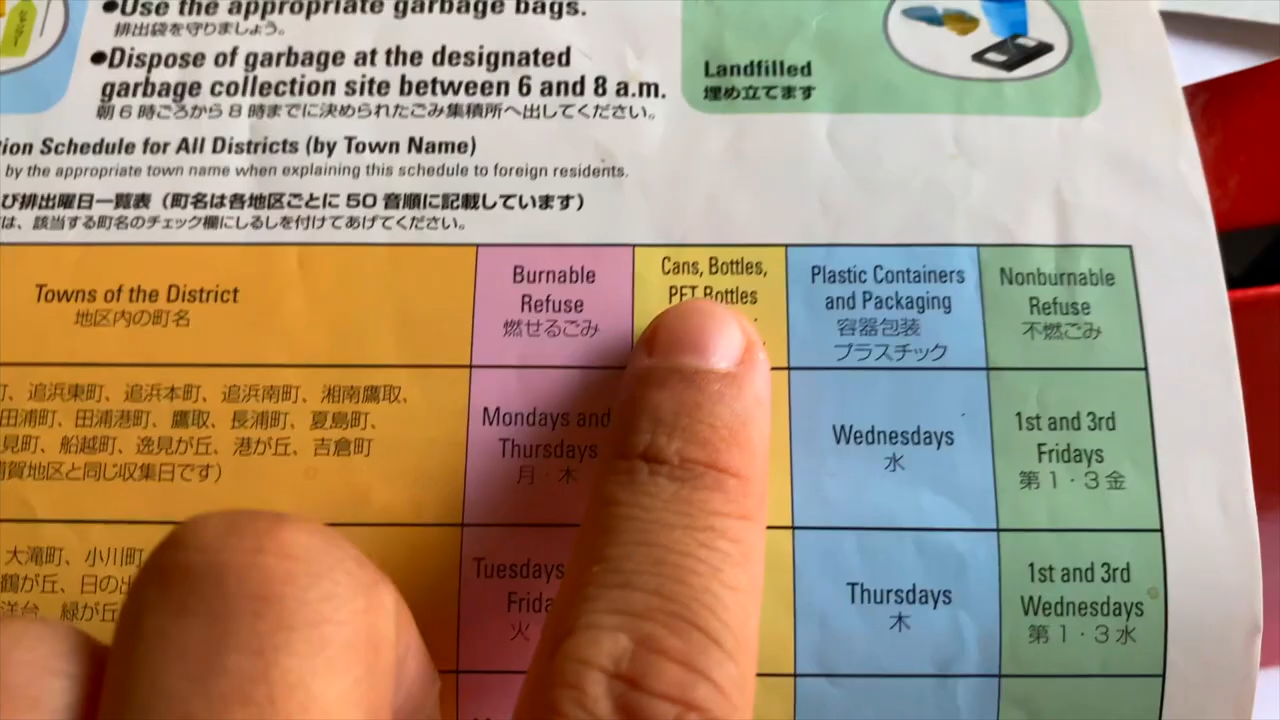 ●Use the appropriate garbage bags.
排出袋を守りましょう。
●Dispose of garbage at the designated
garbage collection site between 6 and 8 a.m.
朝6時ごろから8時までに決められたごみ集積所へ出してください。
Landfilled
埋め立てます
ion Schedule for All Districts (by Town Name)
by the appropriate town name when explaining this schedule to foreign residents.
び排出曜日一覧表（町名は各地区ごとに50音順に記載しています）
は、該当する町名のチェック欄にしるしを付けてあげてください。
Towns of the District
地区内の町名
Burnable
Refuse
燃せるごみ
Cans, Bottles,
PET Bottles
Plastic Containers
and Packaging
容器包装
プラスチック
Nonburnable
Refuse
不燃ごみ
、追浜東町、追浜本町、追浜南町、湘南鷹取、
田浦町、田浦港町、鷹取、長浦町、夏島町、
見町、船越町、逸見が丘、港が丘、吉倉町
賀地区と同じ収集日です）
Mondays and
Thursdays
月・木
Wednesdays
水
1st and 3rd
Fridays
第1・3金
大滝町、小川町
鶴が丘、日の出
洋台、緑が丘
Tuesdays
火
Thursdays
木
1st and 3rd
Wednesdays
第1・3水